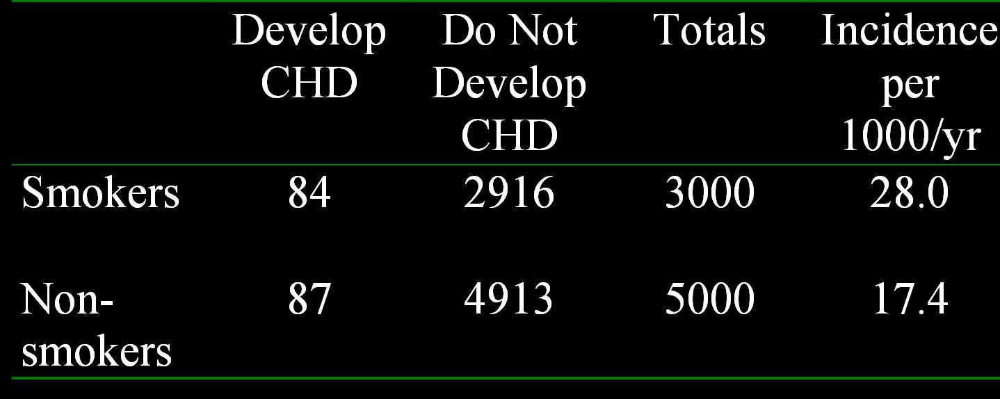 Develop Do Not Totals Incidence
CHD Develop per
CHD 1000/yr
Smokers 84 2916 3000 28.0
Non- 87 4913 5000 17.4
smokers